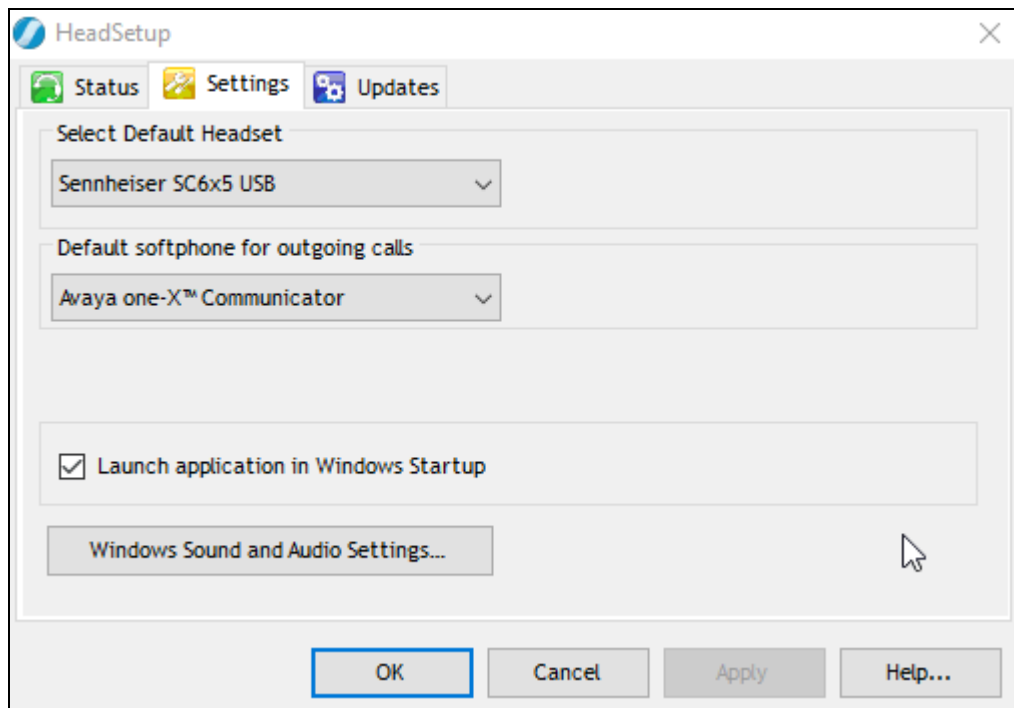 HeadSetup
Status Settings Updates
Select Default Headset
Sennheiser SC6x5 USB
Default softphone for outgoing calls
Avaya one-X™ Communicator
Launch application in Windows Startup
Windows Sound and Audio Settings...
OK Cancel Apply Help...